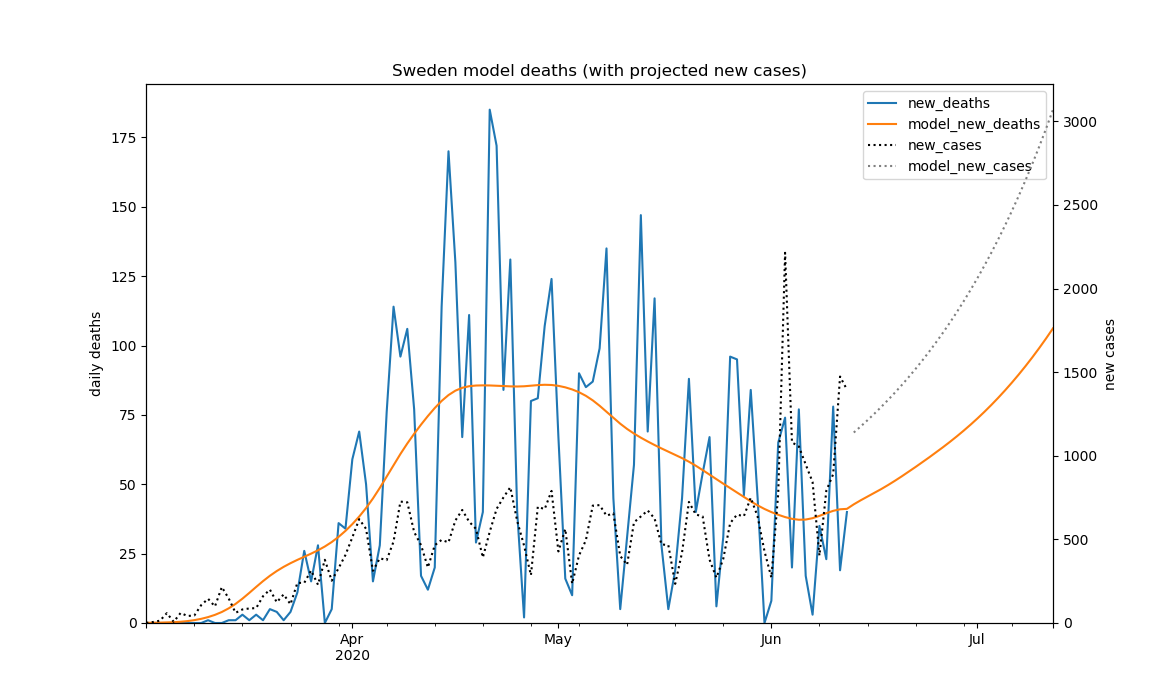 Sweden model deaths (with projected new cases)
new_deaths
model_new_deaths
new_cases
model_new_cases
daily deaths
175
150
125
100
75
50
25
0
3000
2500
2000
1500
1000
500
0
new cases
Apr
2020
May
Jun
Jul